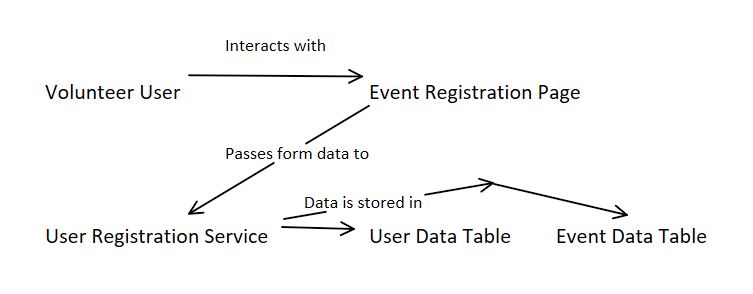 Interacts with
Volunteer User
Event Registration Page
Passes form data to
Data is stored in
User Registration Service
User Data Table
Event Data Table